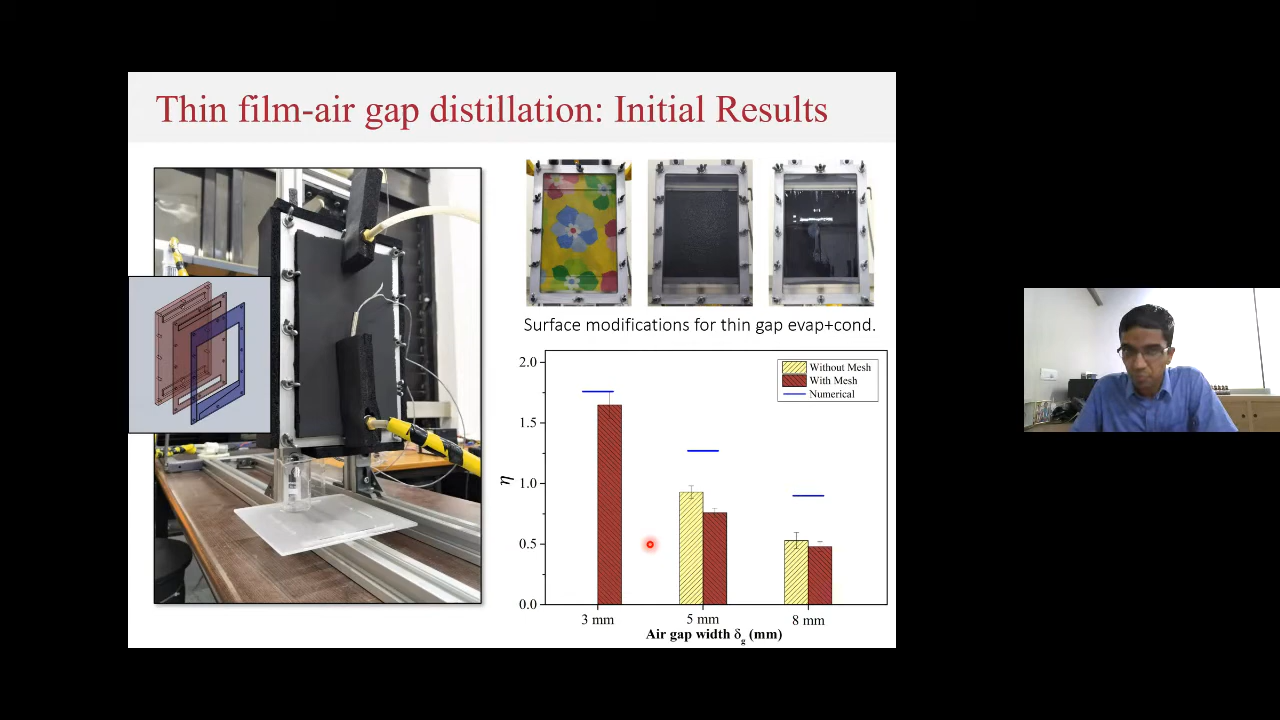 Thin film-air gap distillation: Initial Results
Surface modifications for thin gap evap+cond.
Without Mesh
With Mesh
Numerical
2.0
1.5
1.0
0.5
0.0
η
3 mm
5 mm
8 mm
Air gap width δg (mm)